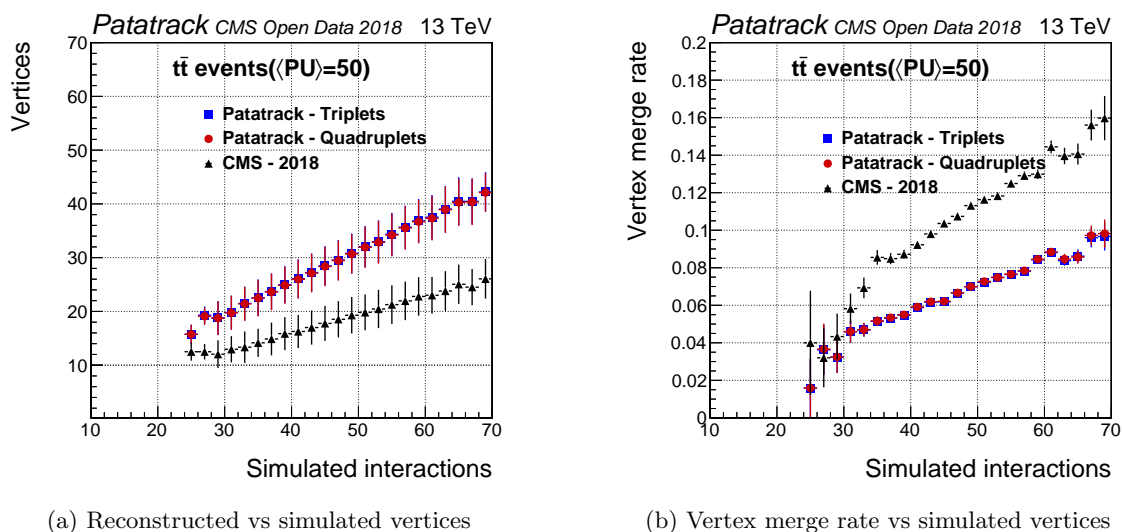 Patatrack CMS Open Data 2018 13 TeV
Vertices
70
60
50
40
30
20
10
tt̄ events(⟨PU⟩=50)
Patatrack - Triplets
Patatrack - Quadruplets
CMS - 2018
10 20 30 40 50 60 70
Simulated interactions
(a) Reconstructed vs simulated vertices
Patatrack CMS Open Data 2018 13 TeV
Vertex merge rate
0.2
0.18
0.16
0.14
0.12
0.1
0.08
0.06
0.04
0.02
0
tt̄ events(⟨PU⟩=50)
Patatrack - Triplets
Patatrack - Quadruplets
CMS - 2018
10 20 30 40 50 60 70
Simulated interactions
(b) Vertex merge rate vs simulated vertices